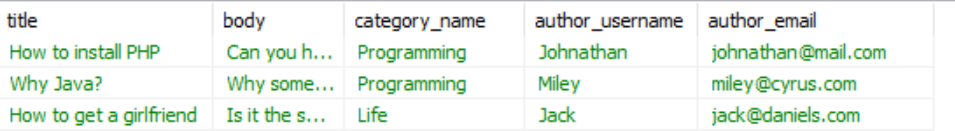 title body category_name author_username author_email
How to install PHP Can you h... Programming Johnathan johnathan@mail.com
Why Java? Why some... Programming Miley miley@cyrus.com
How to get a girlfriend Is it the s... Life Jack jack@daniels.com